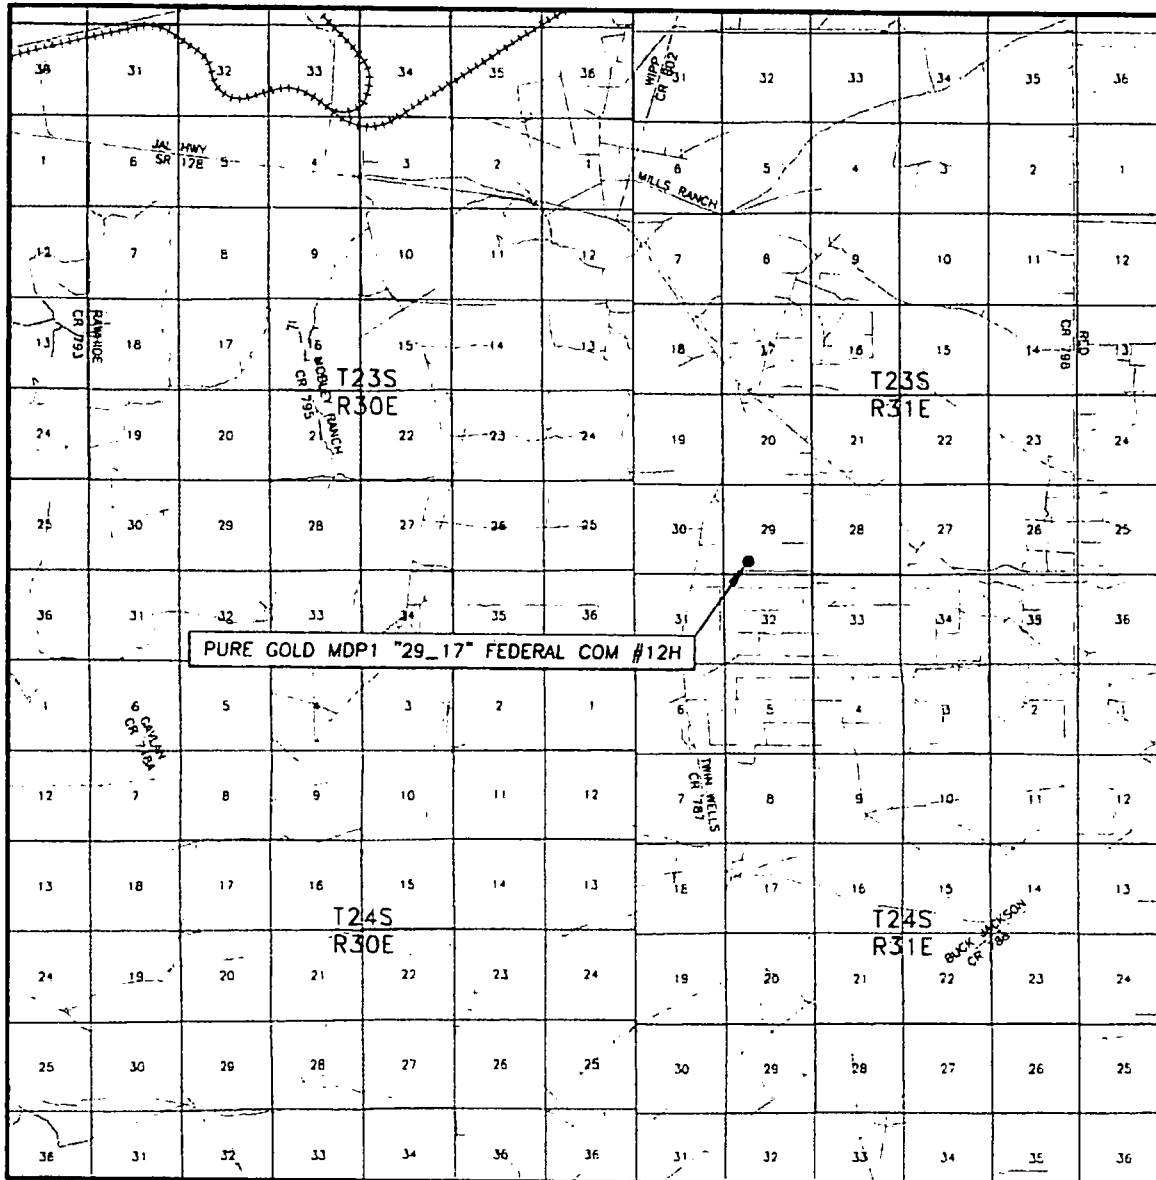 36 31 32 33 34 35 36 31 32 33 34 35 36
WIPP
CR 802
1 6 5 4 3 2 1 6 5 4 3 2 1
JAL HWY
SR 128
MILLS RANCH
12 7 8 9 10 11 12 7 8 9 10 11 12
13 18 17 16 15 14 13 18 17 16 15 14 13
RAWHIDE
CR 793
MOBLEY RANCH
CR 795
RED
CR 798
T23S
R30E
T23S
R31E
24 19 20 21 22 23 24 19 20 21 22 23 24
25 30 29 28 27 26 25 30 29 28 27 26 25
36 31 32 33 34 35 36 31 32 33 34 35 36
PURE GOLD MDP1 "29_17" FEDERAL COM #12H
1 6 5 4 3 2 1 6 5 4 3 2 1
TWIN WELLS
CR 787
12 7 8 9 10 11 12 7 8 9 10 11 12
13 18 17 16 15 14 13 18 17 16 15 14 13
T24S
R30E
T24S
R31E
BUCK JACKSON
24 19 20 21 22 23 24 19 20 21 22 23 24
25 30 29 28 27 26 25 30 29 28 27 26 25
36 31 32 33 34 36 36 31 32 33 34 35 36